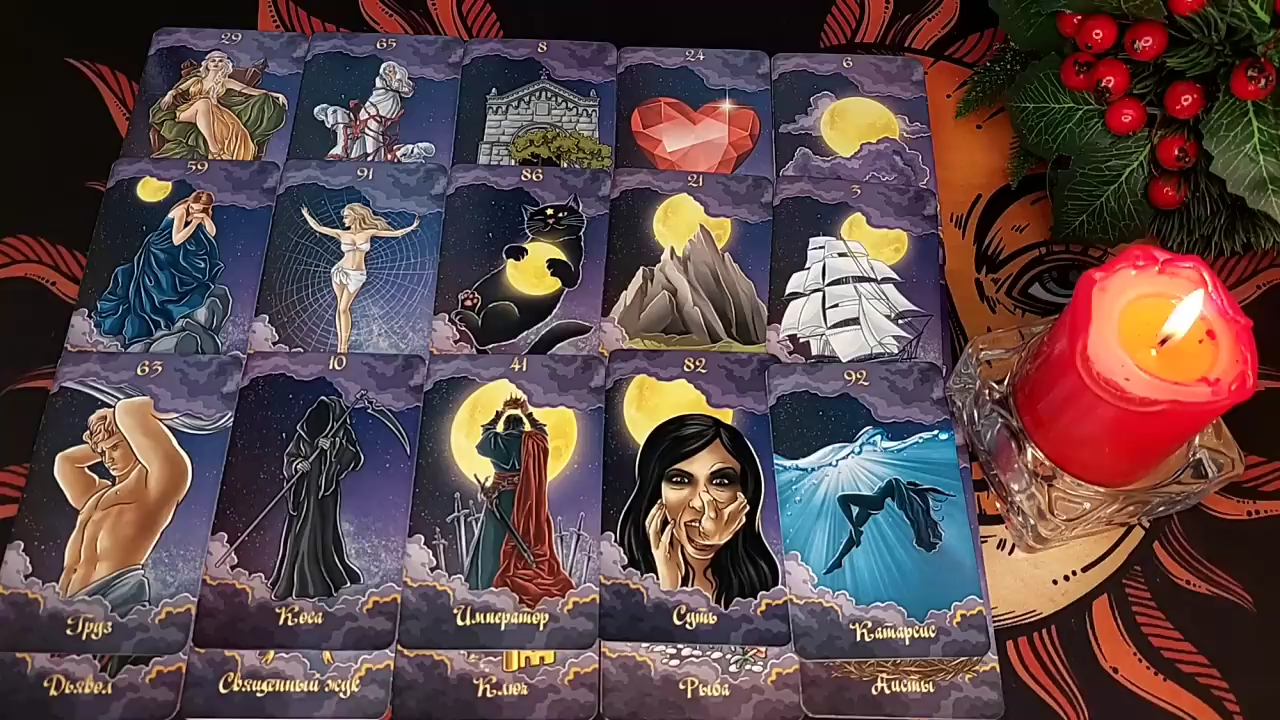 29 65 8 24 6
59 91 86 21 3
63 10 41 82 92
Груз Коса Император Суть Катарсис
Дьявол Священный жук Ключ Рыба Аисты